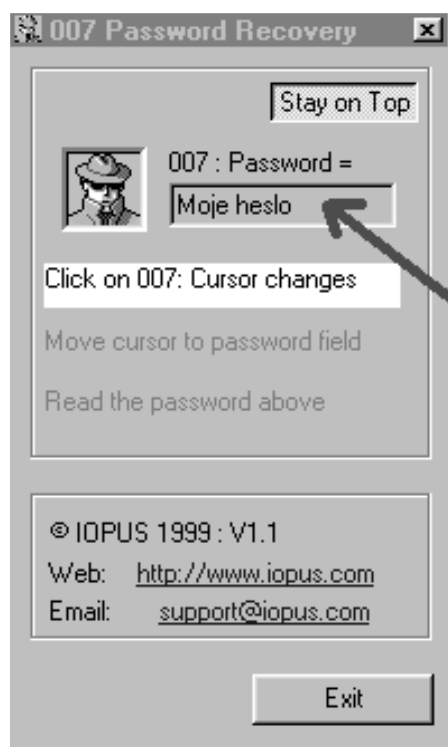 007 Password Recovery
Stay on Top
007 : Password =
Moje heslo
Click on 007: Cursor changes
Move cursor to password field
Read the password above
© IOPUS 1999 : V1.1
Web: http://www.iopus.com
Email: support@iopus.com
Exit